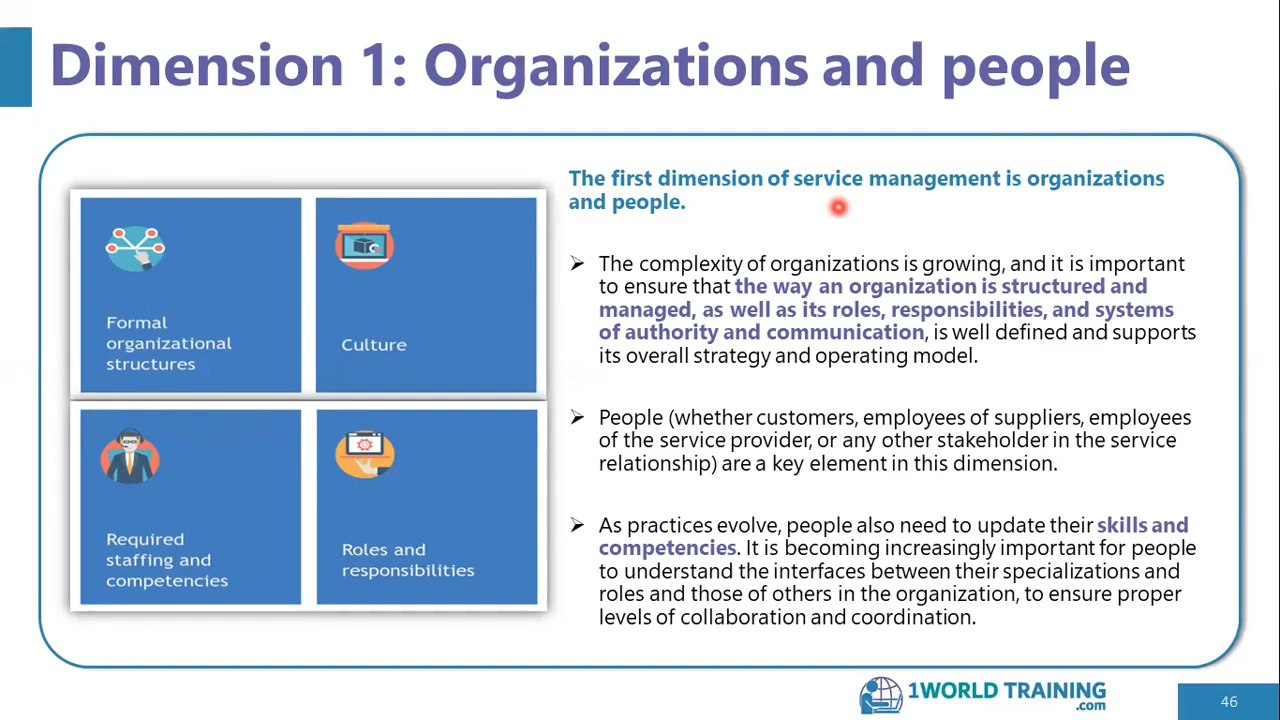 Dimension 1: Organizations and people
Formal
organizational
structures
Culture
Required
staffing and
competencies
Roles and
responsibilities
The first dimension of service management is organizations
and people.
➢ The complexity of organizations is growing, and it is important
to ensure that the way an organization is structured and
managed, as well as its roles, responsibilities, and systems
of authority and communication, is well defined and supports
its overall strategy and operating model.
➢ People (whether customers, employees of suppliers, employees
of the service provider, or any other stakeholder in the service
relationship) are a key element in this dimension.
➢ As practices evolve, people also need to update their skills and
competencies. It is becoming increasingly important for people
to understand the interfaces between their specializations and
roles and those of others in the organization, to ensure proper
levels of collaboration and coordination.
1WORLD TRAINING
.com
46